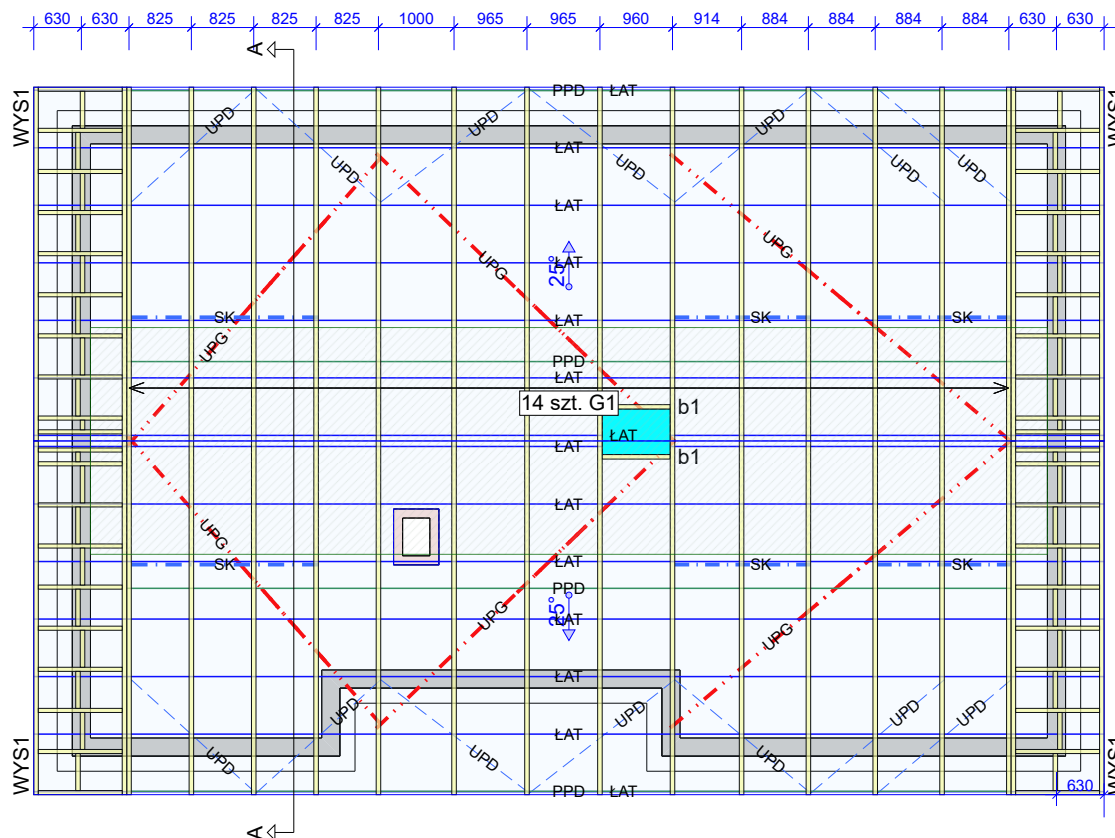 630 630 825 825 825 825 1000 965 965 960 914 884 884 884 884 630 630
A
WYS1 PPD ŁAT WYS1
UPD UPD UPD
ŁAT
UPD UPD UPD UPD
ŁAT
UPG UPG
25° ŁAT
UPG
SK ŁAT SK SK
UPG
PPD
ŁAT
14 szt. G1 b1
ŁAT
ŁAT
b1
ŁAT
UPG
ŁAT
SK SK SK
PPD
25°
UPG ŁAT
UPG
ŁAT
UPD UPD UPD UPD
ŁAT
UPD UPD UPD
WYS1 PPD ŁAT 630 WYS1
A